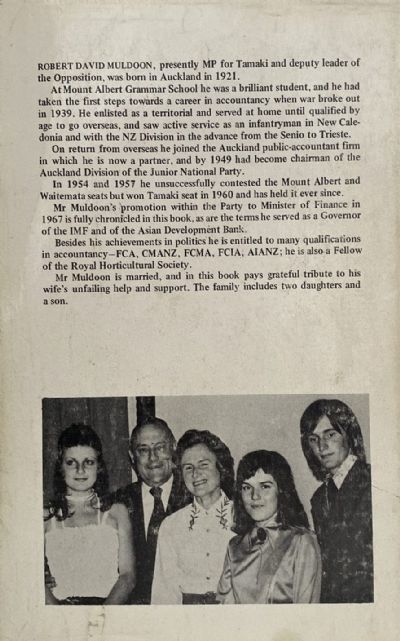 ROBERT DAVID MULDOON, presently MP for Tamaki and deputy leader of
the Opposition, was born in Auckland in 1921.
At Mount Albert Grammar School he was a brilliant student, and he had
taken the first steps towards a career in accountancy when war broke out
in 1939. He enlisted as a territorial and served at home until qualified by
age to go overseas, and saw active service as an infantryman in New Cale-
donia and with the NZ Division in the advance from the Senio to Trieste.
On return from overseas he joined the Auckland public-accountant firm
in which he is now a partner, and by 1949 had become chairman of the
Auckland Division of the Junior National Party.
In 1954 and 1957 he unsuccessfully contested the Mount Albert and
Waitemata seats but won Tamaki seat in 1960 and has held it ever since.
Mr Muldoon's promotion within the Party to Minister of Finance in
1967 is fully chronicled in this book, as are the terms he served as a Governor
of the IMF and of the Asian Development Bank.
Besides his achievements in politics he is entitled to many qualifications
in accountancy—FCA, CMANZ, FCMA, FCIA, AIANZ; he is also a Fellow
of the Royal Horticultural Society.
Mr Muldoon is married, and in this book pays grateful tribute to his
wife's unfailing help and support. The family includes two daughters and
a son.